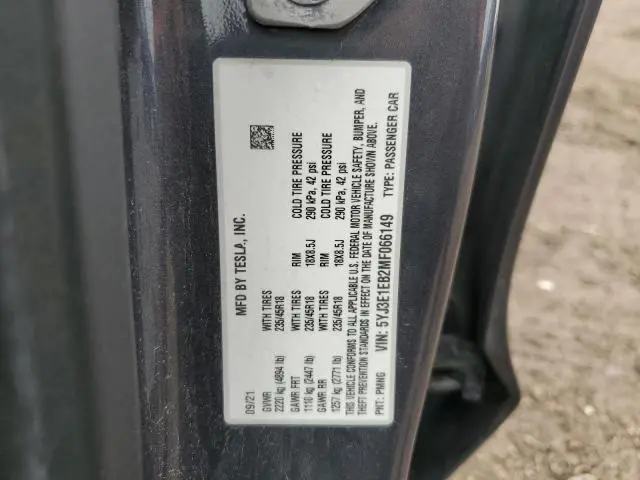 09/21 MFD BY TESLA, INC.
GVWR WITH TIRES RIM COLD TIRE PRESSURE
2220 kg (4894 lb) 235/45R18 18X8.5J 290 kPa, 42 psi
GAWR FRT WITH TIRES RIM COLD TIRE PRESSURE
1110 kg (2447 lb) 235/45R18 18X8.5J 290 kPa, 42 psi
GAWR RR
1257 kg (2771 lb) 235/45R18
THIS VEHICLE CONFORMS TO ALL APPLICABLE U.S. FEDERAL MOTOR VEHICLE SAFETY, BUMPER, AND
THEFT PREVENTION STANDARDS IN EFFECT ON THE DATE OF MANUFACTURE SHOWN ABOVE.
PNT: PMNG VIN: 5YJ3E1EB2MF066149 TYPE: PASSENGER CAR